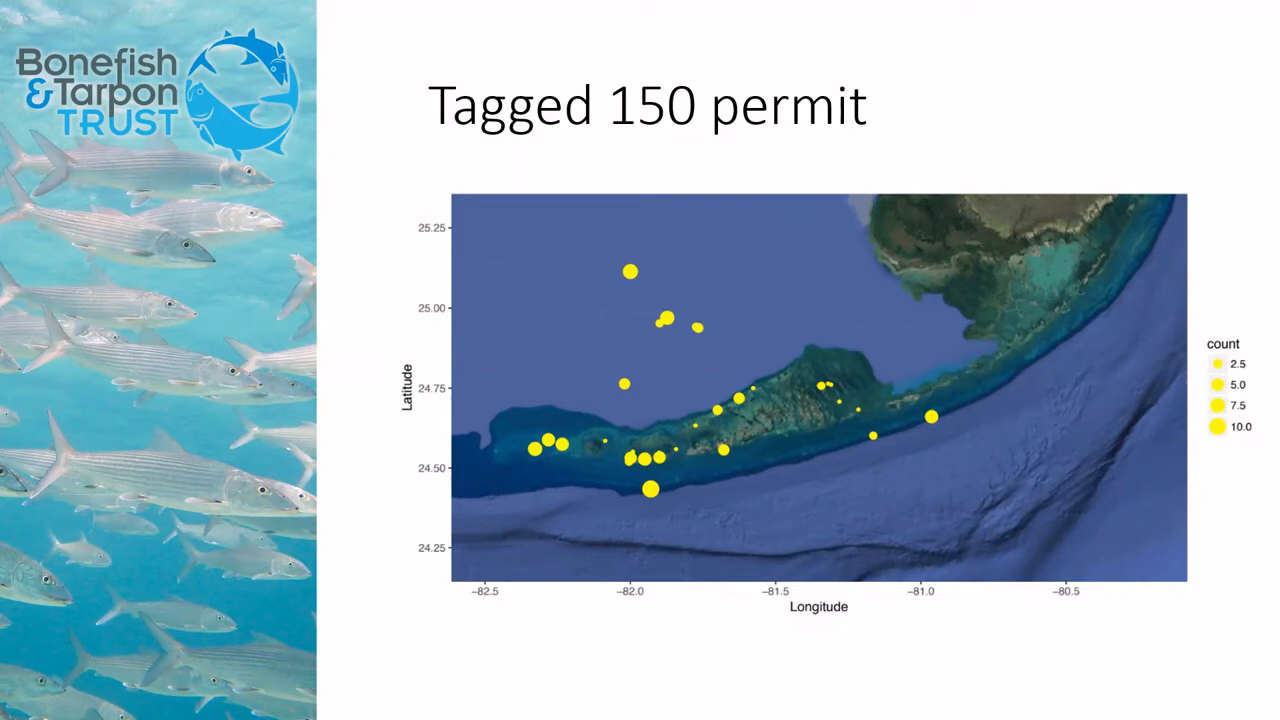 Bonefish
&Tarpon
TRUST
Tagged 150 permit
25.25
25.00
24.75
24.50
24.25
Latitude
−82.5
−82.0
−81.5
−81.0
−80.5
Longitude
count
2.5
5.0
7.5
10.0